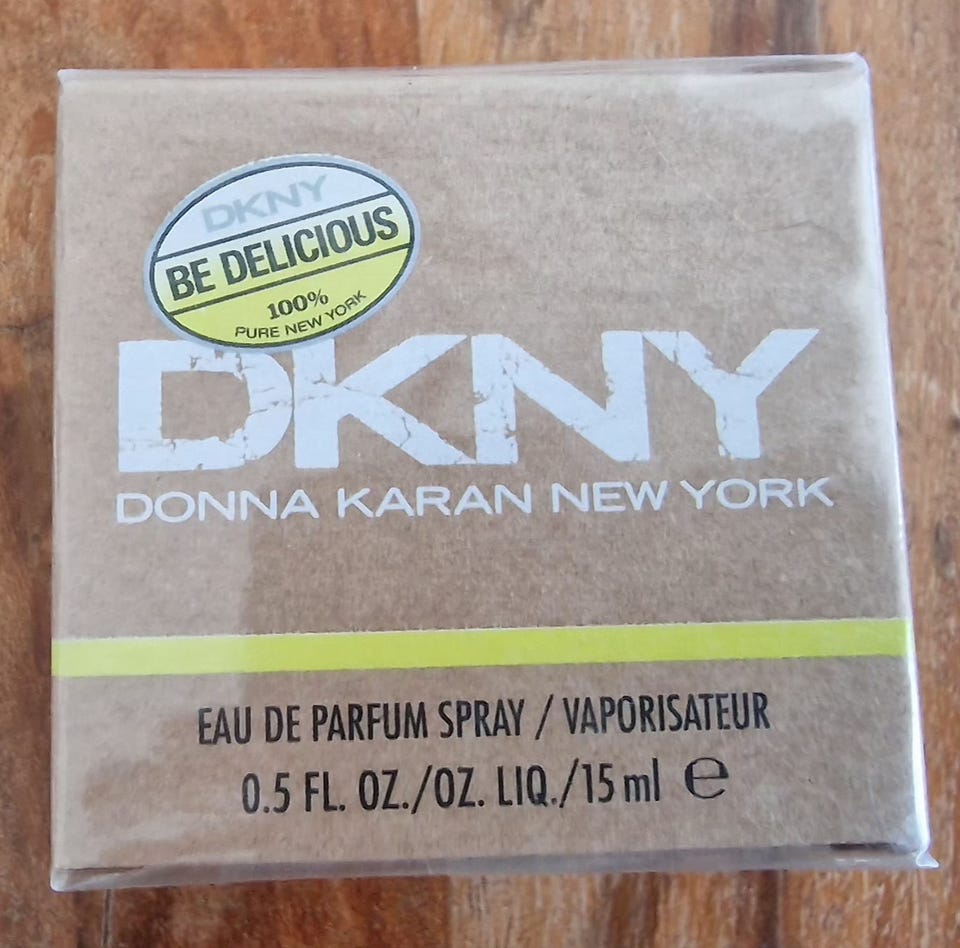 DKNY
BE DELICIOUS
100%
PURE NEW YORK
DKNY
DONNA KARAN NEW YORK
EAU DE PARFUM SPRAY / VAPORISATEUR
0.5 FL. OZ./OZ. LIQ./15 ml ℮